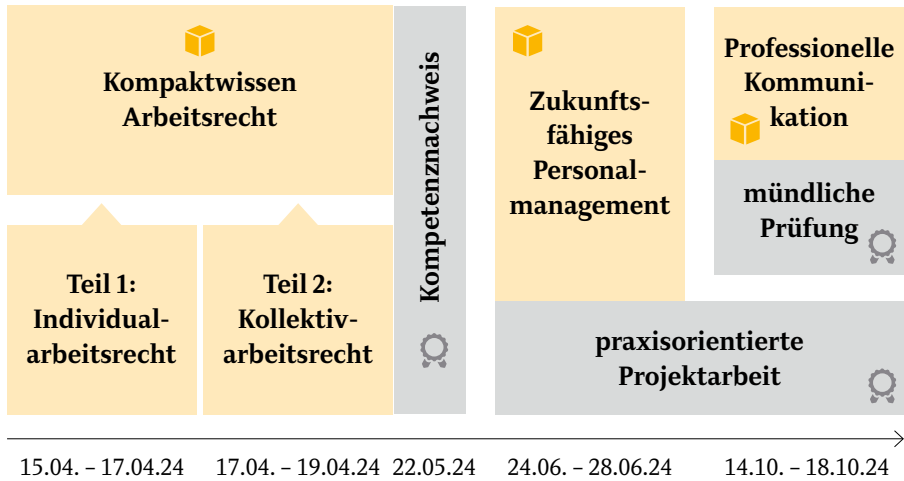 Kompaktwissen
Arbeitsrecht
Teil 1:
Individual-
arbeitsrecht
Teil 2:
Kollektiv-
arbeitsrecht
Kompetenznachweis
Zukunfts-
fähiges
Personal-
management
Professionelle
Kommuni-
kation
mündliche
Prüfung
praxisorientierte
Projektarbeit
15.04. – 17.04.24
17.04. – 19.04.24
22.05.24
24.06. – 28.06.24
14.10. – 18.10.24